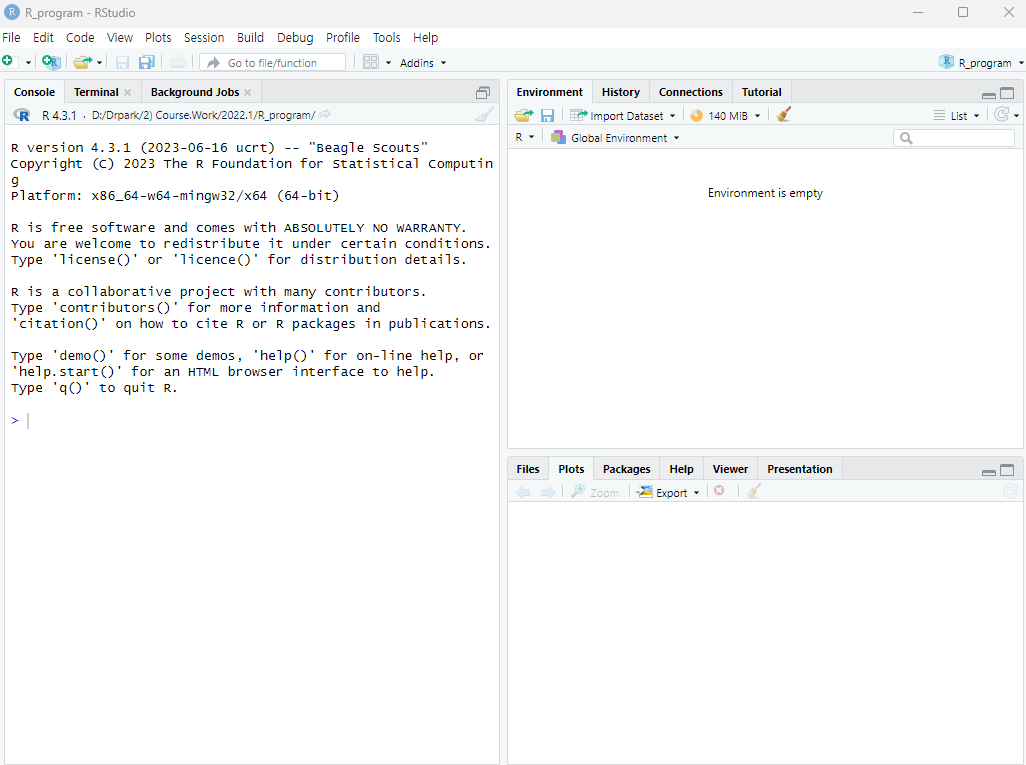 R_program - RStudio
File Edit Code View Plots Session Build Debug Profile Tools Help
Go to file/function Addins R_program
Console Terminal Background Jobs
R 4.3.1 · D:/Drpark/2) Course.Work/2022.1/R_program/
R version 4.3.1 (2023-06-16 ucrt) -- "Beagle Scouts"
Copyright (C) 2023 The R Foundation for Statistical Computin
g
Platform: x86_64-w64-mingw32/x64 (64-bit)
R is free software and comes with ABSOLUTELY NO WARRANTY.
You are welcome to redistribute it under certain conditions.
Type 'license()' or 'licence()' for distribution details.
R is a collaborative project with many contributors.
Type 'contributors()' for more information and
'citation()' on how to cite R or R packages in publications.
Type 'demo()' for some demos, 'help()' for on-line help, or
'help.start()' for an HTML browser interface to help.
Type 'q()' to quit R.
>
Environment History Connections Tutorial
Import Dataset 140 MiB List
R Global Environment
Environment is empty
Files Plots Packages Help Viewer Presentation
Zoom Export